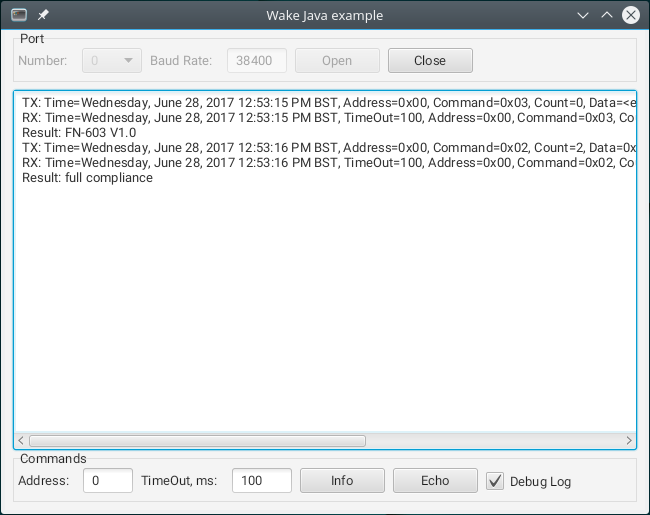 Wake Java example
Port
Number: 0 Baud Rate: 38400 Open Close
TX: Time=Wednesday, June 28, 2017 12:53:15 PM BST, Address=0x00, Command=0x03, Count=0, Data=<e
RX: Time=Wednesday, June 28, 2017 12:53:15 PM BST, TimeOut=100, Address=0x00, Command=0x03, Co
Result: FN-603 V1.0
TX: Time=Wednesday, June 28, 2017 12:53:16 PM BST, Address=0x00, Command=0x02, Count=2, Data=0x
RX: Time=Wednesday, June 28, 2017 12:53:16 PM BST, TimeOut=100, Address=0x00, Command=0x02, Co
Result: full compliance
Commands
Address: 0 TimeOut, ms: 100 Info Echo Debug Log